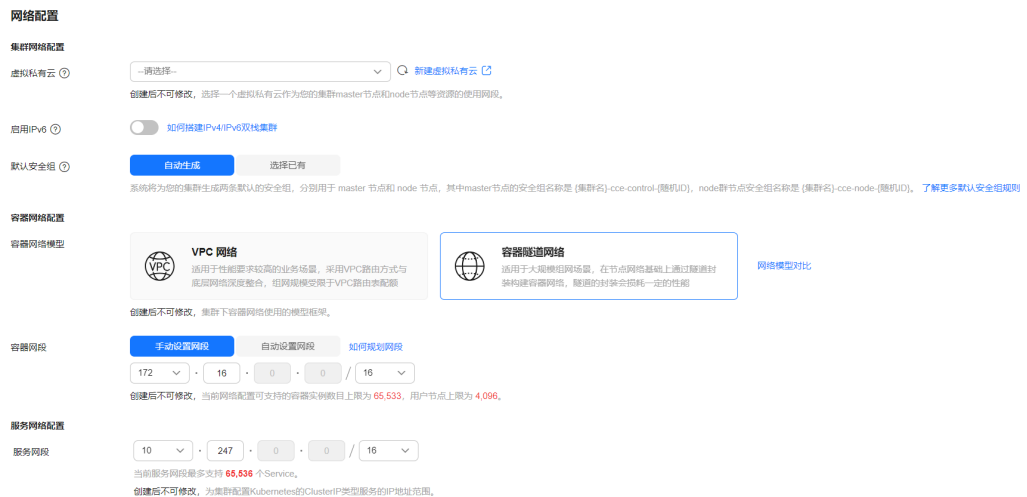 网络配置
集群网络配置
虚拟私有云 ?
--请选择--
新建虚拟私有云
创建后不可修改，选择一个虚拟私有云作为您的集群master节点和node节点等资源的使用网段。
启用IPv6 ?
如何搭建IPv4/IPv6双栈集群
默认安全组 ?
自动生成 选择已有
系统将为您的集群生成两条默认的安全组，分别用于 master 节点和 node 节点，其中master节点的安全组名称是 {集群名}-cce-control-{随机ID}，node群节点安全组名称是 {集群名}-cce-node-{随机ID}。 了解更多默认安全组规则
容器网络配置
容器网络模型
VPC
VPC 网络
适用于性能要求较高的业务场景，采用VPC路由方式与
底层网络深度整合，组网规模受限于VPC路由表配额
容器隧道网络
适用于大规模组网场景，在节点网络基础上通过隧道封
装构建容器网络，隧道的封装会损耗一定的性能
网络模型对比
创建后不可修改，集群下容器网络使用的模型框架。
容器网段
手动设置网段 自动设置网段 如何规划网段
172 · 16 · 0 · 0 / 16
创建后不可修改，当前网络配置可支持的容器实例数目上限为 65,533，用户节点上限为 4,096。
服务网络配置
服务网段
10 · 247 · 0 · 0 / 16
当前服务网段最多支持 65,536 个Service。
创建后不可修改，为集群配置Kubernetes的ClusterIP类型服务的IP地址范围。